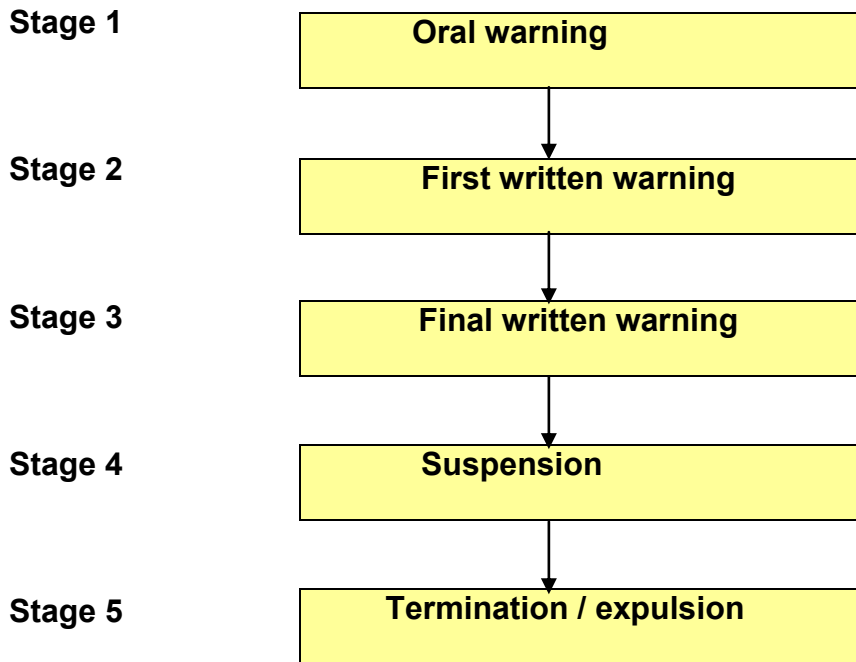 Stage 1
Oral warning
Stage 2
First written warning
Stage 3
Final written warning
Stage 4
Suspension
Stage 5
Termination / expulsion